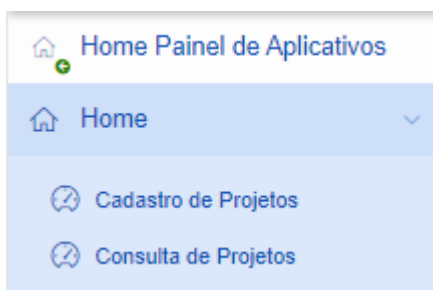 Home Painel de Aplicativos
Home
Cadastro de Projetos
Consulta de Projetos